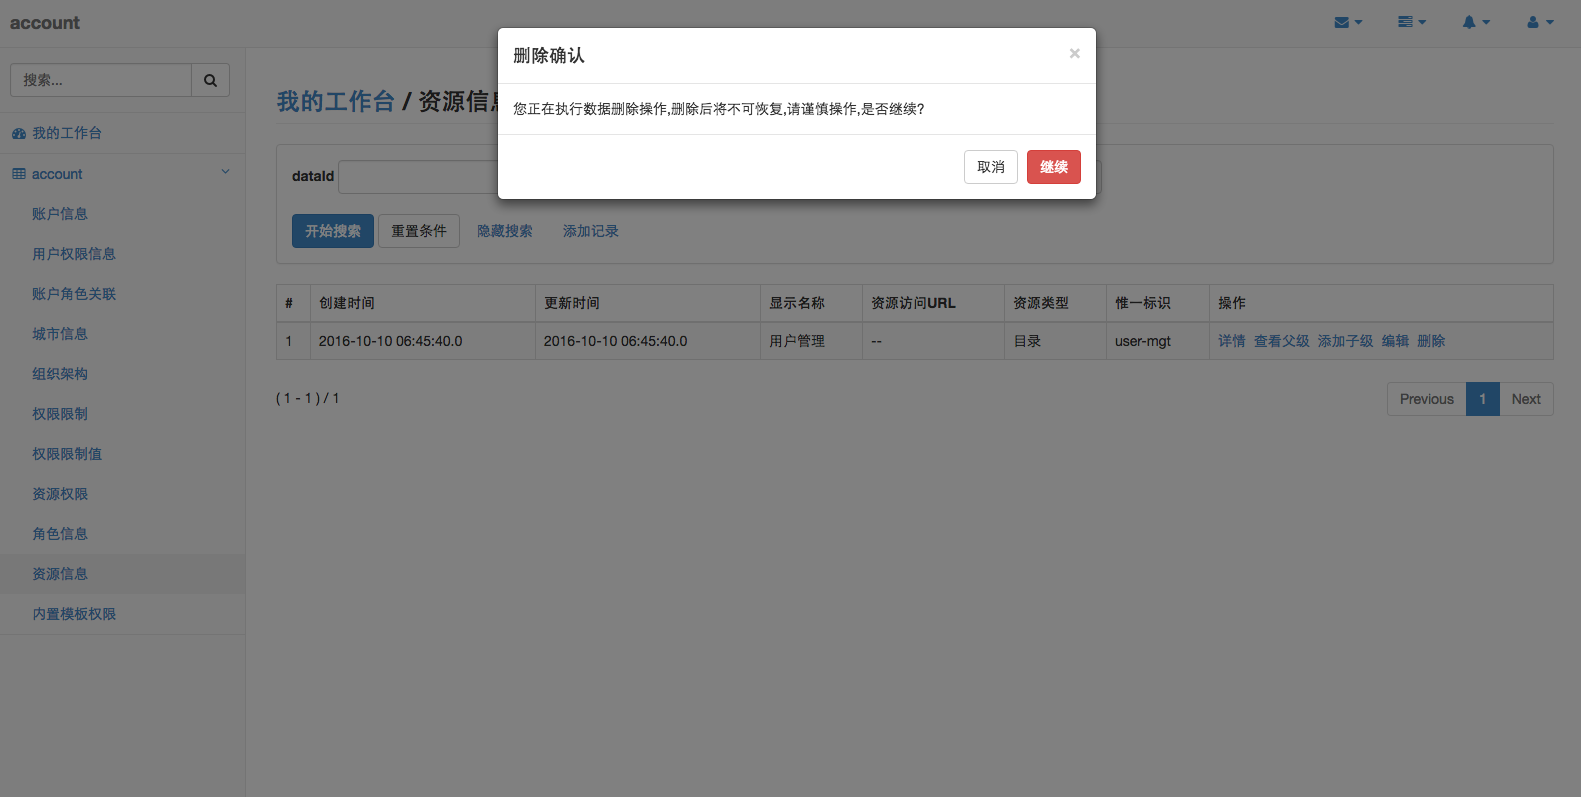 account
搜索...
我的工作台
account
账户信息
用户权限信息
账户角色关联
城市信息
组织架构
权限限制
权限限制值
资源权限
角色信息
资源信息
内置模板权限
删除确认 ×
您正在执行数据删除操作,删除后将不可恢复,请谨慎操作,是否继续?
取消 继续
我的工作台 / 资源信息
dataId
开始搜索 重置条件 隐藏搜索 添加记录
# 创建时间 更新时间 显示名称 资源访问URL 资源类型 惟一标识 操作
1 2016-10-10 06:45:40.0 2016-10-10 06:45:40.0 用户管理 -- 目录 user-mgt 详情 查看父级 添加子级 编辑 删除
( 1 - 1 ) / 1
Previous 1 Next